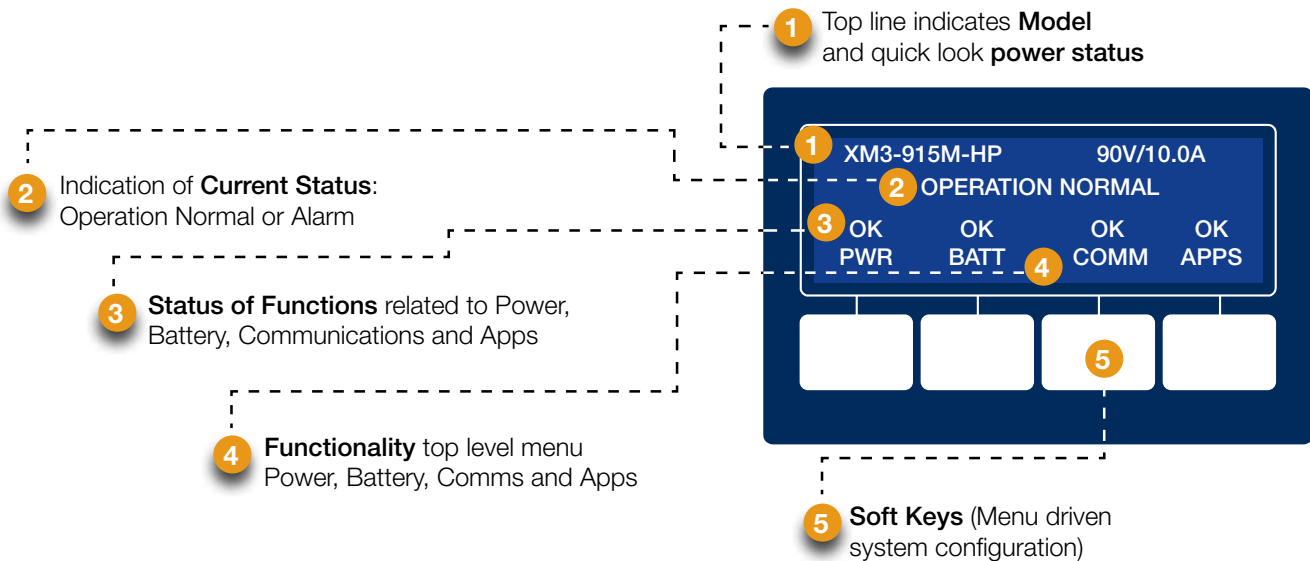 1 Top line indicates Model
and quick look power status
1 XM3-915M-HP 90V/10.0A
2 OPERATION NORMAL
3 OK OK OK OK
PWR BATT 4 COMM APPS
5
2 Indication of Current Status:
Operation Normal or Alarm
3 Status of Functions related to Power,
Battery, Communications and Apps
4 Functionality top level menu
Power, Battery, Comms and Apps
5 Soft Keys (Menu driven
system configuration)